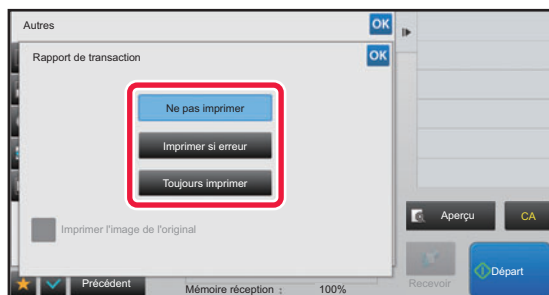 Autres
OK
Rapport de transaction
OK
Ne pas imprimer
Imprimer si erreur
Toujours imprimer
Imprimer l'image de l'original
Aperçu
CA
Précédent
Mémoire réception : 100%
Recevoir
Départ